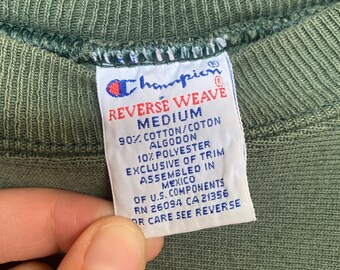 Champion®
REVERSE WEAVE®
MEDIUM
90% COTTON/COTON
ALGODON
10% POLYESTER
EXCLUSIVE OF TRIM
ASSEMBLED IN
MEXICO
OF U.S. COMPONENTS
RN 26094 CA 21356
FOR CARE SEE REVERSE